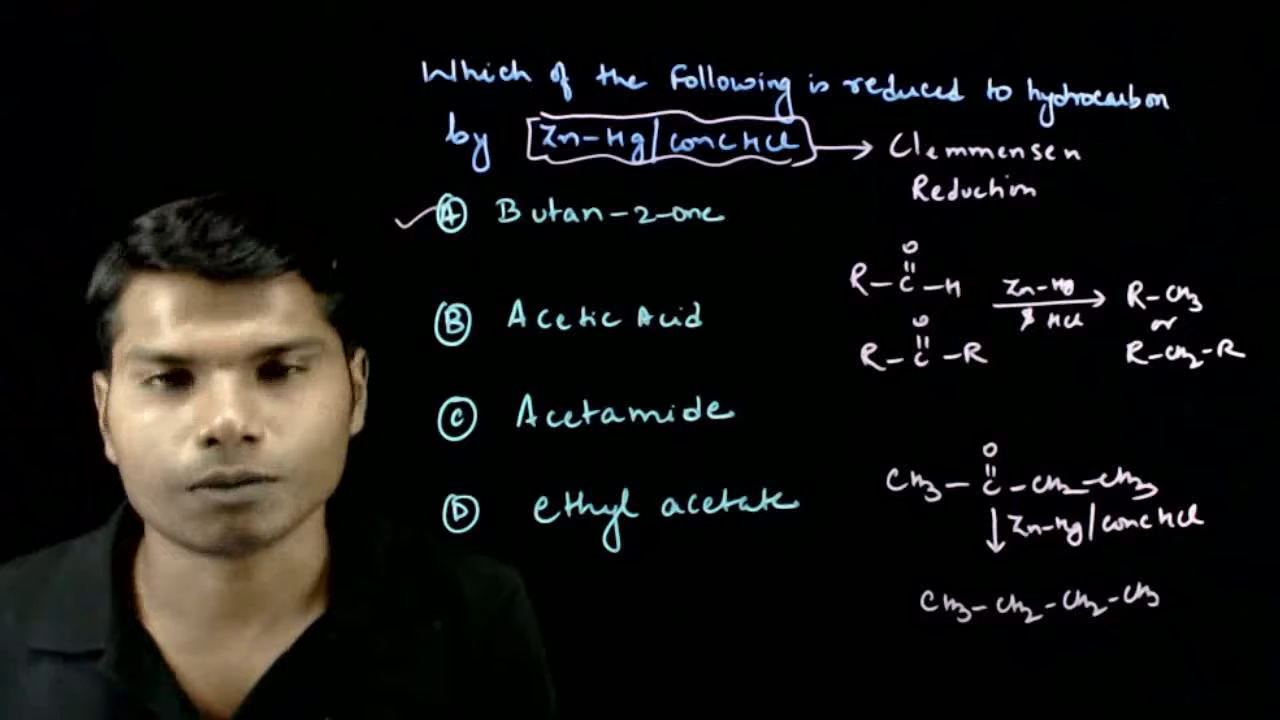 Which of the Following is reduced to hydrocarbon
by Zn-Hg/conc HCl → Clemmensen
Reduction
A Butan-2-one
B Acetic Acid
C Acetamide
D ethyl acetate
O
R-C-H
O
R-C-R
Zn-Hg
HCl
R-CH3
or
R-CH2-R
O
CH3-C-CH2-CH3
Zn-Hg/conc HCl
CH3-CH2-CH2-CH3